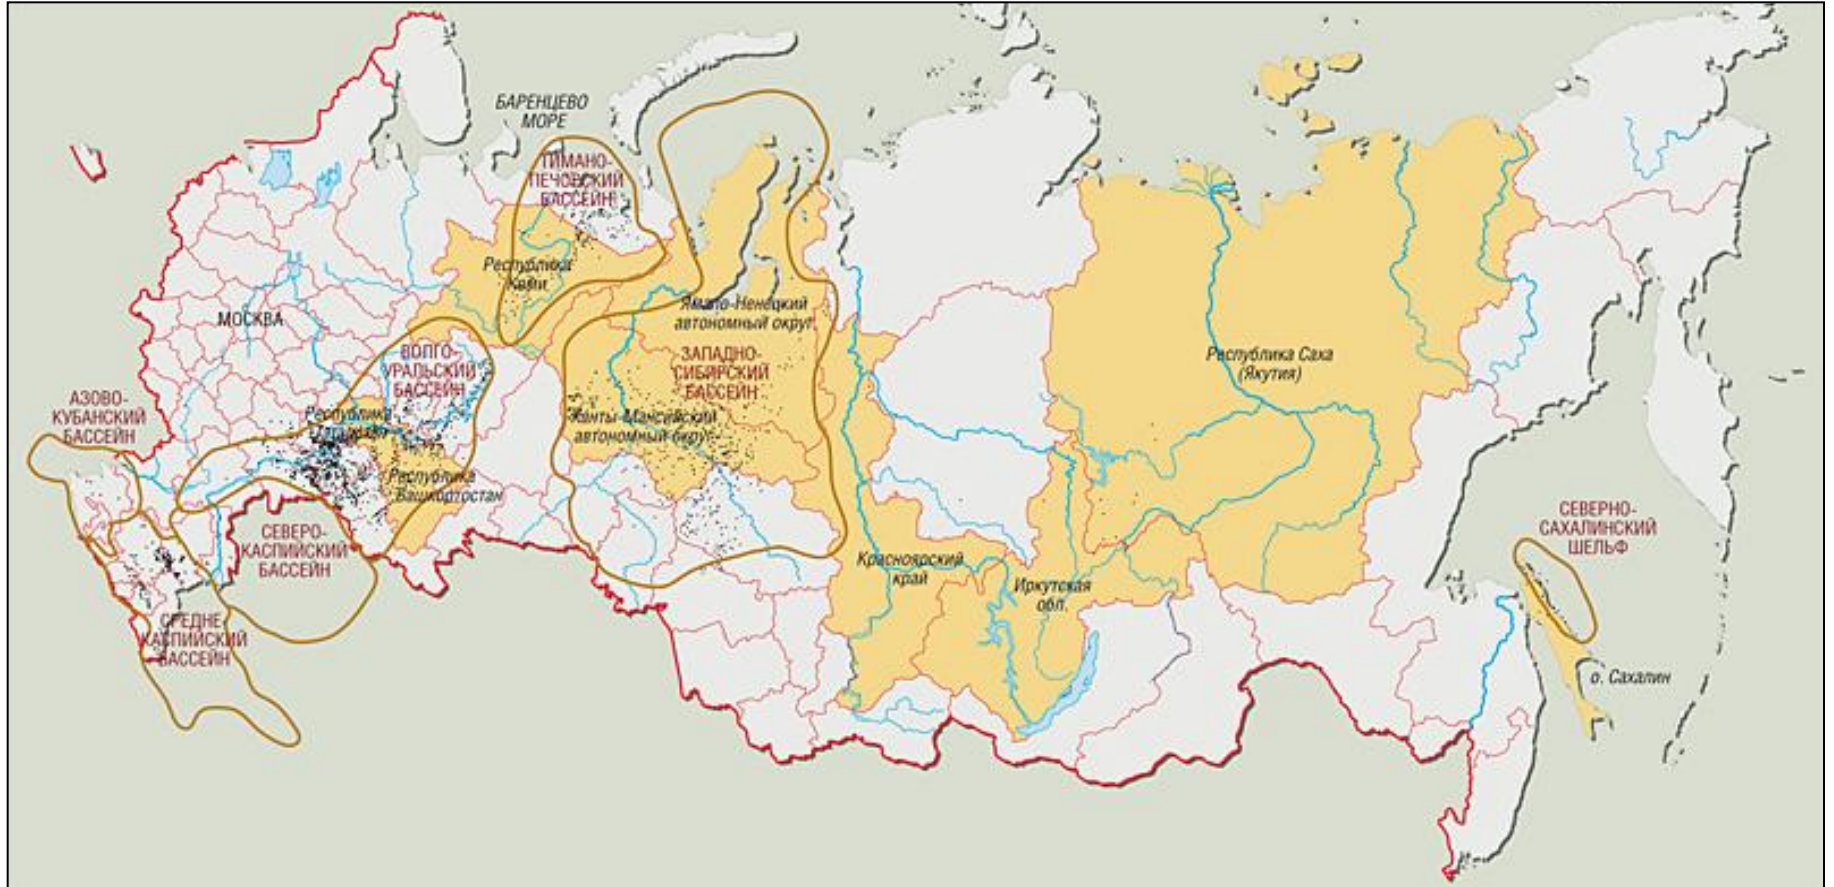 БАРЕНЦЕВО
МОРЕ
ТИМАНО-
ПЕЧОРСКИЙ
БАССЕЙН
Республика
Коми
МОСКВА
Ямало-Ненецкий
автономный округ
ЗАПАДНО-
СИБИРСКИЙ
БАССЕЙН
ВОЛГО-
УРАЛЬСКИЙ
БАССЕЙН
Республика Саха
(Якутия)
АЗОВО-
КУБАНСКИЙ
БАССЕЙН
Республика
Татарстан
Ханты-Мансийский
автономный округ
Республика
Башкортостан
СЕВЕРО-
КАСПИЙСКИЙ
БАССЕЙН
СЕВЕРНО-
САХАЛИНСКИЙ
ШЕЛЬФ
Красноярский
край
Иркутская
обл.
СРЕДНЕ-
КАСПИЙСКИЙ
БАССЕЙН
о. Сахалин